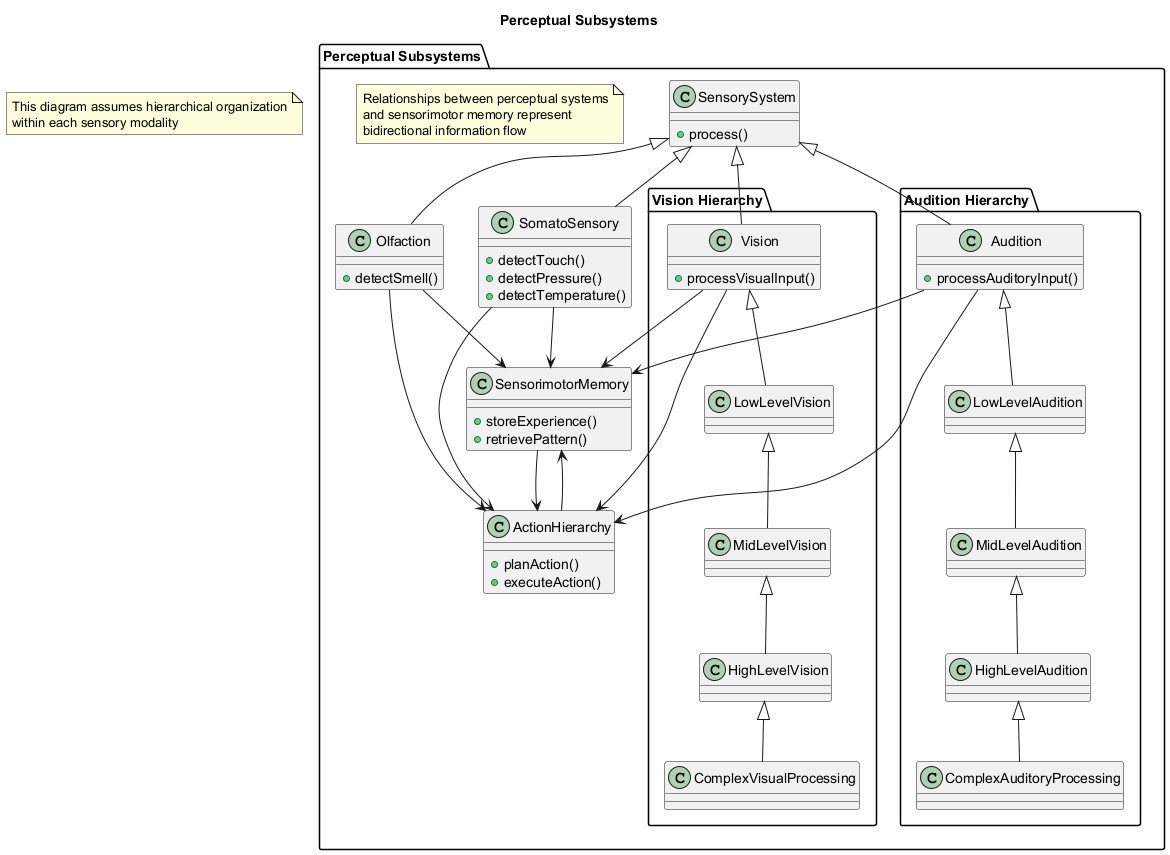 Perceptual Subsystems
Perceptual Subsystems
This diagram assumes hierarchical organization
within each sensory modality
Relationships between perceptual systems
and sensorimotor memory represent
bidirectional information flow
C SensorySystem
process()
Vision Hierarchy
Audition Hierarchy
C Olfaction
detectSmell()
C SomatoSensory
detectTouch()
detectPressure()
detectTemperature()
C Vision
processVisualInput()
C Audition
processAuditoryInput()
C SensorimotorMemory
storeExperience()
retrievePattern()
C LowLevelVision
C LowLevelAudition
C ActionHierarchy
planAction()
executeAction()
C MidLevelVision
C MidLevelAudition
C HighLevelVision
C HighLevelAudition
C ComplexVisualProcessing
C ComplexAuditoryProcessing